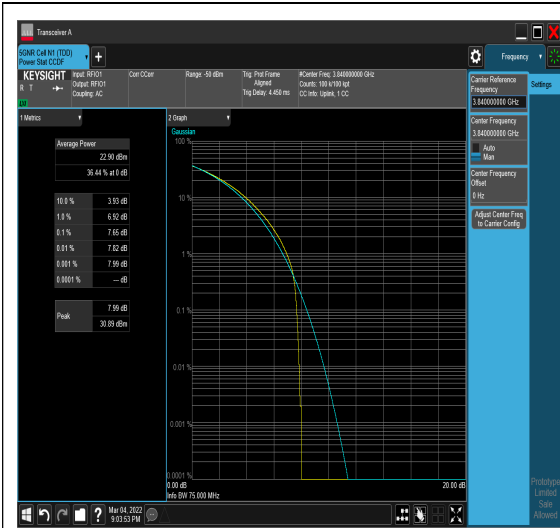 Transceiver A
5GNR Cell N1 (TDD)
Power Stat CCDF
Frequency
KEYSIGHT
Input: RFIO1
Output: RFIO1
Coupling: AC
Corr CCorr
Range: -50 dBm
Trig: Prot Frame
Aligned
Trig Delay: 4.450 ms
#Center Freq: 3.840000000 GHz
Counts: 100 k/100 kpt
CC Info: Uplink, 1 CC
R T
Carrier Reference
Frequency
3.840000000 GHz
Settings
Center Frequency
3.840000000 GHz
Auto
Man
Center Frequency
Offset
0 Hz
Adjust Center Freq
to Carrier Config
1 Metrics
Average Power
22.90 dBm
36.44 % at 0 dB
10.0 % 3.93 dB
1.0 % 6.92 dB
0.1 % 7.65 dB
0.01 % 7.82 dB
0.001 % 7.99 dB
0.0001 % --- dB
Peak
7.99 dB
30.89 dBm
2 Graph
Gaussian
100 %
10 %
1 %
0.1 %
0.01 %
0.001 %
0.0001 %
0.00 dB
20.00 dB
Info BW 75.000 MHz
Mar 04, 2022
9:03:53 PM
?
Prototype
Limited
Sale
Allowed